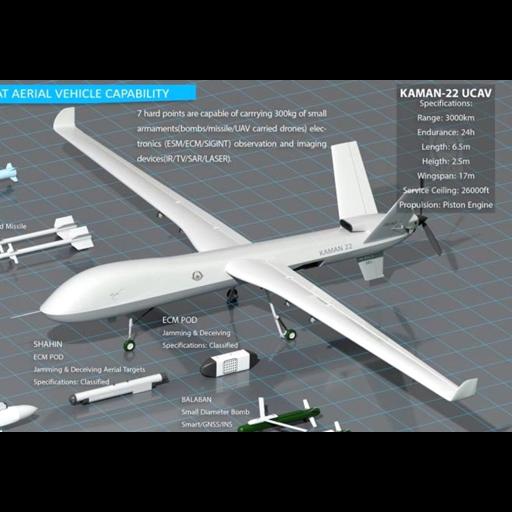 AT AERIAL VEHICLE CAPABILITY
7 hard points are capable of carrrying 300kg of small
armaments(bombs/missile/UAV carried drones) elec-
tronics (ESM/ECM/SIGINT) observation and imaging
devices(IR/TV/SAR/LASER).
KAMAN-22 UCAV
Specifications:
Range: 3000km
Endurance: 24h
Length: 6.5m
Heigth: 2.5m
Wingspan: 17m
Service Ceiling: 26000ft
Propulsion: Piston Engine
d Missile
KAMAN 22
ECM POD
Jamming & Deceiving
Specifications: Classified
SHAHIN
ECM POD
Jamming & Deceiving Aerial Targets
Specifications: Classified
BALABAN
Small Diameter Bomb
Smart/GNSS/INS